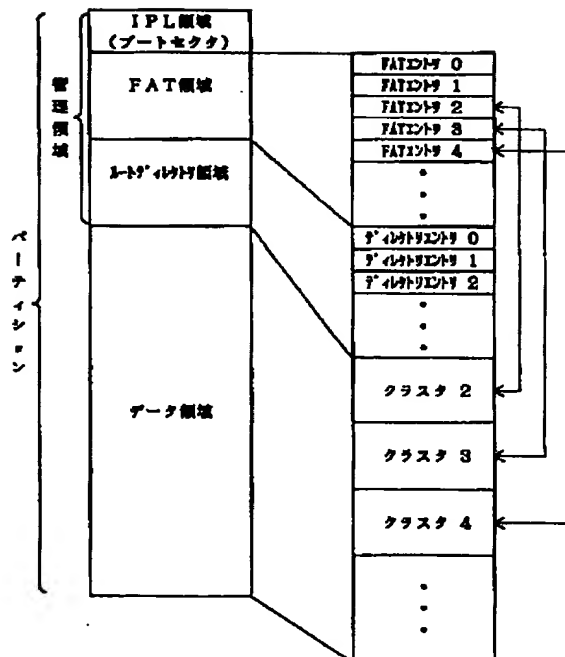 IPL領域
(ブートセクタ)
FAT領域
ルートディレクトリ領域
データ領域
管理領域
パーティション
FATエントリ 0
FATエントリ 1
FATエントリ 2
FATエントリ 3
FATエントリ 4
ディレクトリエントリ 0
ディレクトリエントリ 1
ディレクトリエントリ 2
クラスタ 2
クラスタ 3
クラスタ 4